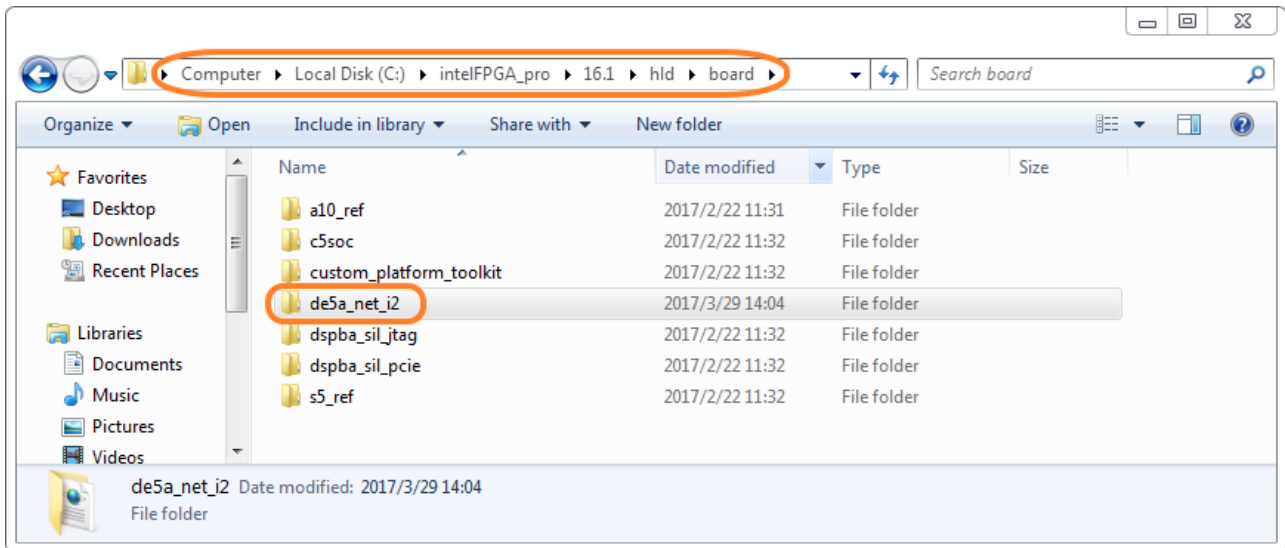 Computer Local Disk (C:) intelFPGA_pro 16.1 hld board Search board
Organize Open Include in library Share with New folder
Name Date modified Type Size
Favorites
Desktop
Downloads
Recent Places
Libraries
Documents
Music
Pictures
Videos
a10_ref 2017/2/22 11:31 File folder
c5soc 2017/2/22 11:32 File folder
custom_platform_toolkit 2017/2/22 11:32 File folder
de5a_net_i2 2017/3/29 14:04 File folder
dspba_sil_jtag 2017/2/22 11:32 File folder
dspba_sil_pcie 2017/2/22 11:32 File folder
s5_ref 2017/2/22 11:32 File folder
de5a_net_i2 Date modified: 2017/3/29 14:04
File folder